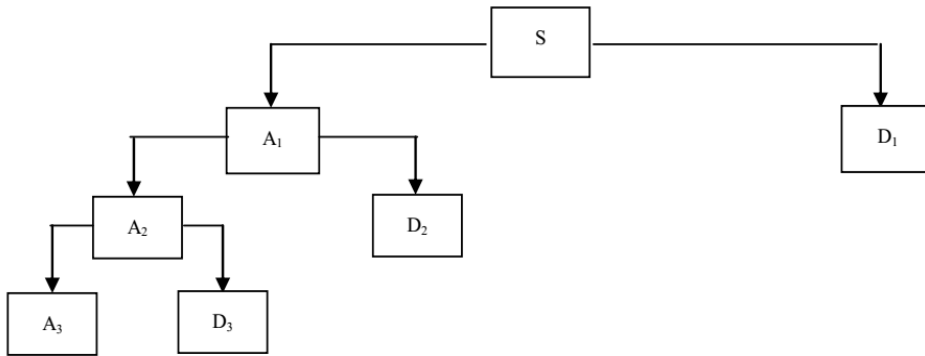 S
A₁
D₁
A₂
D₂
A₃
D₃